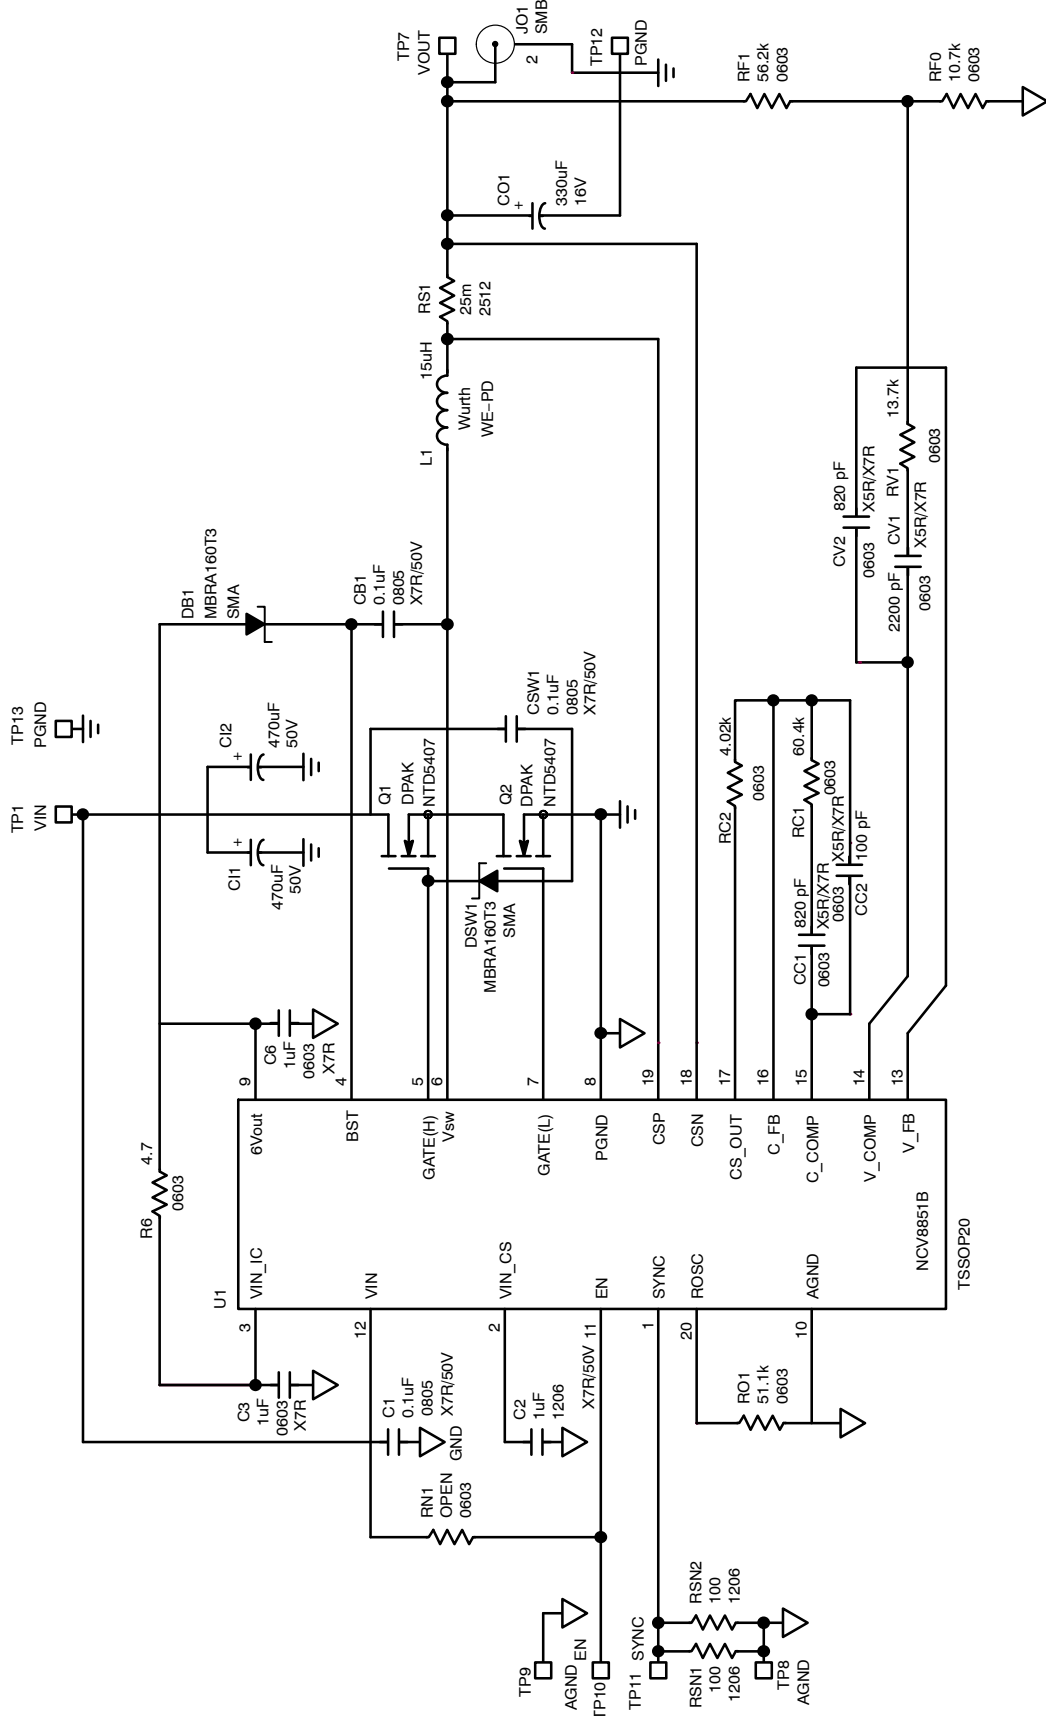 TP1
VIN
TP13
PGND
TP7
VOUT
JO1
SMB
2
TP12
PGND
R6
4.7
0603
CI1
470uF
50V
+
CI2
470uF
50V
+
DB1
MBRA160T3
SMA
CB1
0.1uF
0805
X7R/50V
L1
15uH
Wurth
WE-PD
RS1
25m
2512
CO1
+
330uF
16V
RF1
56.2k
0603
RF0
10.7k
0603
C3
1uF
0603
X7R
C6
1uF
0603
X7R
Q1
DPAK
NTD5407
Q2
DPAK
NTD5407
CSW1
0.1uF
0805
X7R/50V
DSW1
MBRA160T3
SMA
C1
0.1uF
0805
X7R/50V
GND
C2
1uF
1206
X7R/50V
RN1
OPEN
0603
TP9
AGND
EN
TP10
TP11
SYNC
RSN1
100
1206
RSN2
100
1206
TP8
AGND
RO1
51.1k
0603
U1
3
VIN_IC
12
VIN
2
VIN_CS
11
EN
1
SYNC
20
ROSC
10
AGND
6Vout
9
BST
4
GATE(H)
5
Vsw
6
GATE(L)
7
PGND
8
CSP
19
CSN
18
CS_OUT
17
C_FB
16
C_COMP
15
V_COMP
14
V_FB
13
NCV8851B
TSSOP20
RC2
4.02k
0603
RC1
60.4k
0603
CC1
820 pF
X5R/X7R
0603
CC2
100 pF
X5R/X7R
0603
CV2
820 pF
X5R/X7R
0603
CV1
2200 pF
X5R/X7R
0603
RV1
13.7k
0603